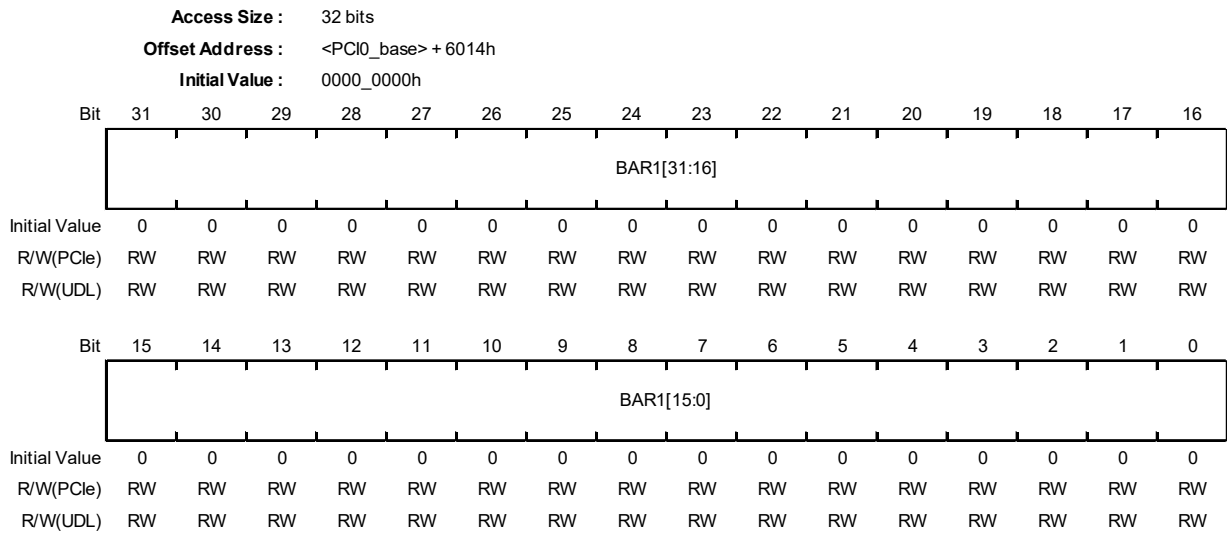 Access Size : 32 bits
Offset Address : <PCI0_base> + 6014h
Initial Value : 0000_0000h
Bit 31 30 29 28 27 26 25 24 23 22 21 20 19 18 17 16
BAR1[31:16]
Initial Value 0 0 0 0 0 0 0 0 0 0 0 0 0 0 0 0
R/W(PCIe) RW RW RW RW RW RW RW RW RW RW RW RW RW RW RW RW
R/W(UDL) RW RW RW RW RW RW RW RW RW RW RW RW RW RW RW RW
Bit 15 14 13 12 11 10 9 8 7 6 5 4 3 2 1 0
BAR1[15:0]
Initial Value 0 0 0 0 0 0 0 0 0 0 0 0 0 0 0 0
R/W(PCIe) RW RW RW RW RW RW RW RW RW RW RW RW RW RW RW RW
R/W(UDL) RW RW RW RW RW RW RW RW RW RW RW RW RW RW RW RW